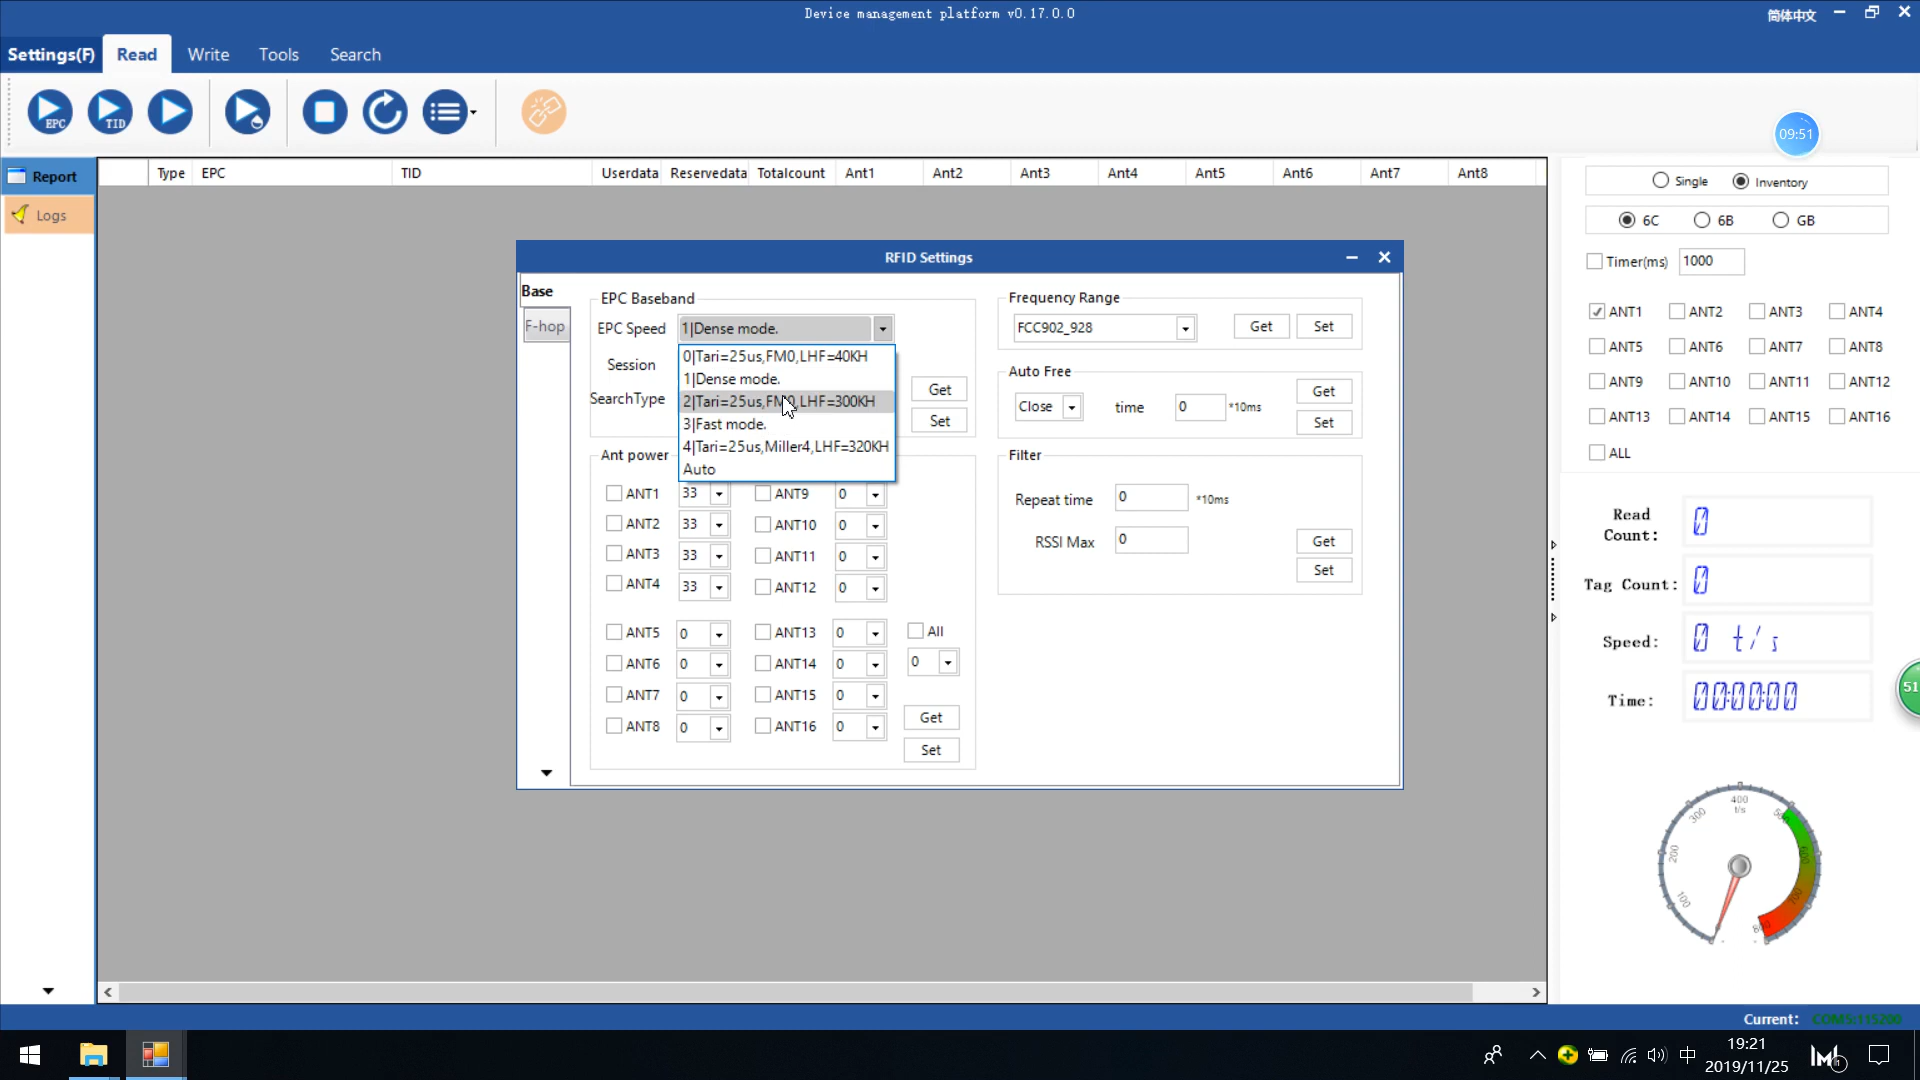 Device management platform v0.17.0.0
简体中文
Settings(F) Read Write Tools Search
EPC TID
09:51
Report
Logs
Type EPC TID Userdata Reservedata Totalcount Ant1 Ant2 Ant3 Ant4 Ant5 Ant6 Ant7 Ant8
RFID Settings
Base
F-hop
EPC Baseband
EPC Speed 1|Dense mode.
0|Tari=25us,FM0,LHF=40KH
1|Dense mode.
2|Tari=25us,FM0,LHF=300KH
3|Fast mode.
4|Tari=25us,Miller4,LHF=320KH
Auto
Session
SearchType
Get
Set
Ant power
ANT1 33 ANT9 0
ANT2 33 ANT10 0
ANT3 33 ANT11 0
ANT4 33 ANT12 0
ANT5 0 ANT13 0 All
ANT6 0 ANT14 0 0
ANT7 0 ANT15 0
ANT8 0 ANT16 0
Get
Set
Frequency Range
FCC902_928 Get Set
Auto Free
Close time 0 *10ms
Get
Set
Filter
Repeat time 0 *10ms
RSSI Max 0
Get
Set
Single Inventory
6C 6B GB
Timer(ms) 1000
ANT1 ANT2 ANT3 ANT4
ANT5 ANT6 ANT7 ANT8
ANT9 ANT10 ANT11 ANT12
ANT13 ANT14 ANT15 ANT16
ALL
Read Count: 0
Tag Count: 0
Speed: 0 t/s
Time: 00:00:00
51
100 200 300 400 500 600 700 800
t/s
Current: COM5:115200
中
19:21
2019/11/25